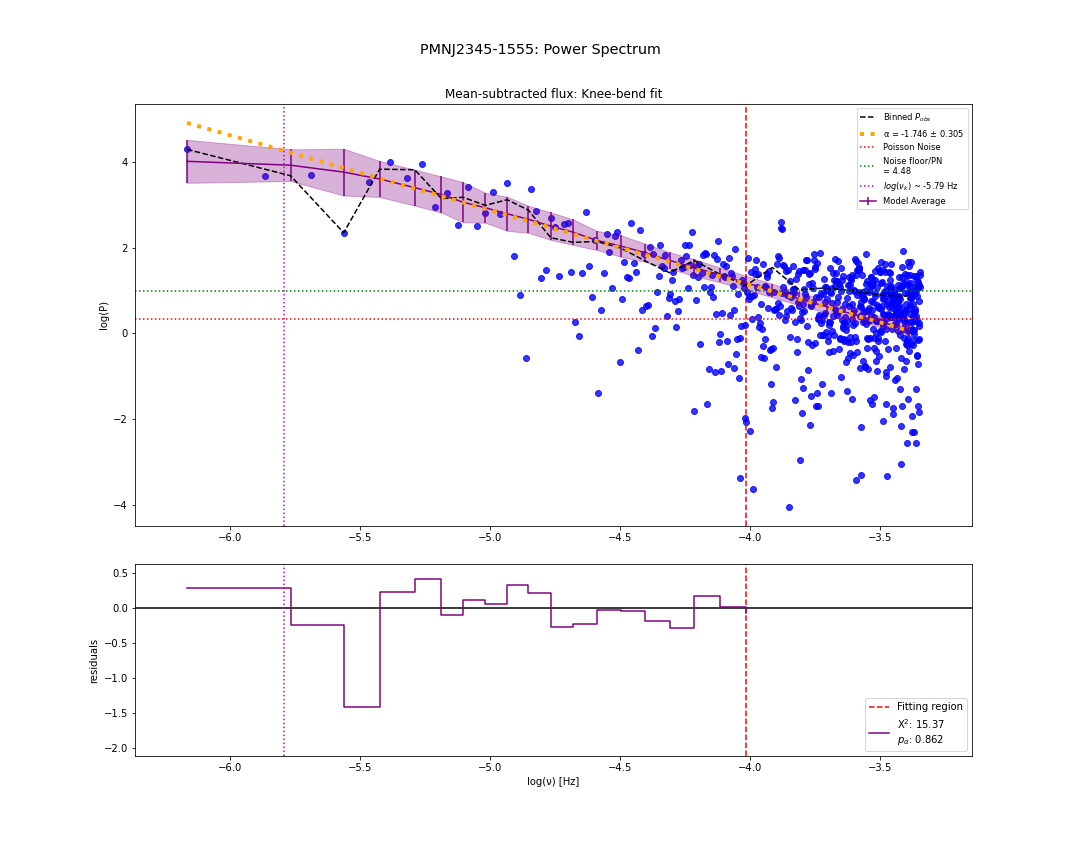 PMNJ2345-1555: Power Spectrum
Mean-subtracted flux: Knee-bend fit
log(P)
4
2
0
−2
−4
−6.0 −5.5 −5.0 −4.5 −4.0 −3.5
Binned P_obs
α = -1.746 ± 0.305
Poisson Noise
Noise floor/PN
= 4.48
log(ν_k) ~ -5.79 Hz
Model Average
residuals
0.5
0.0
−0.5
−1.0
−1.5
−2.0
Fitting region
X²: 15.37
p_α: 0.862
−6.0 −5.5 −5.0 −4.5 −4.0 −3.5
log(ν) [Hz]